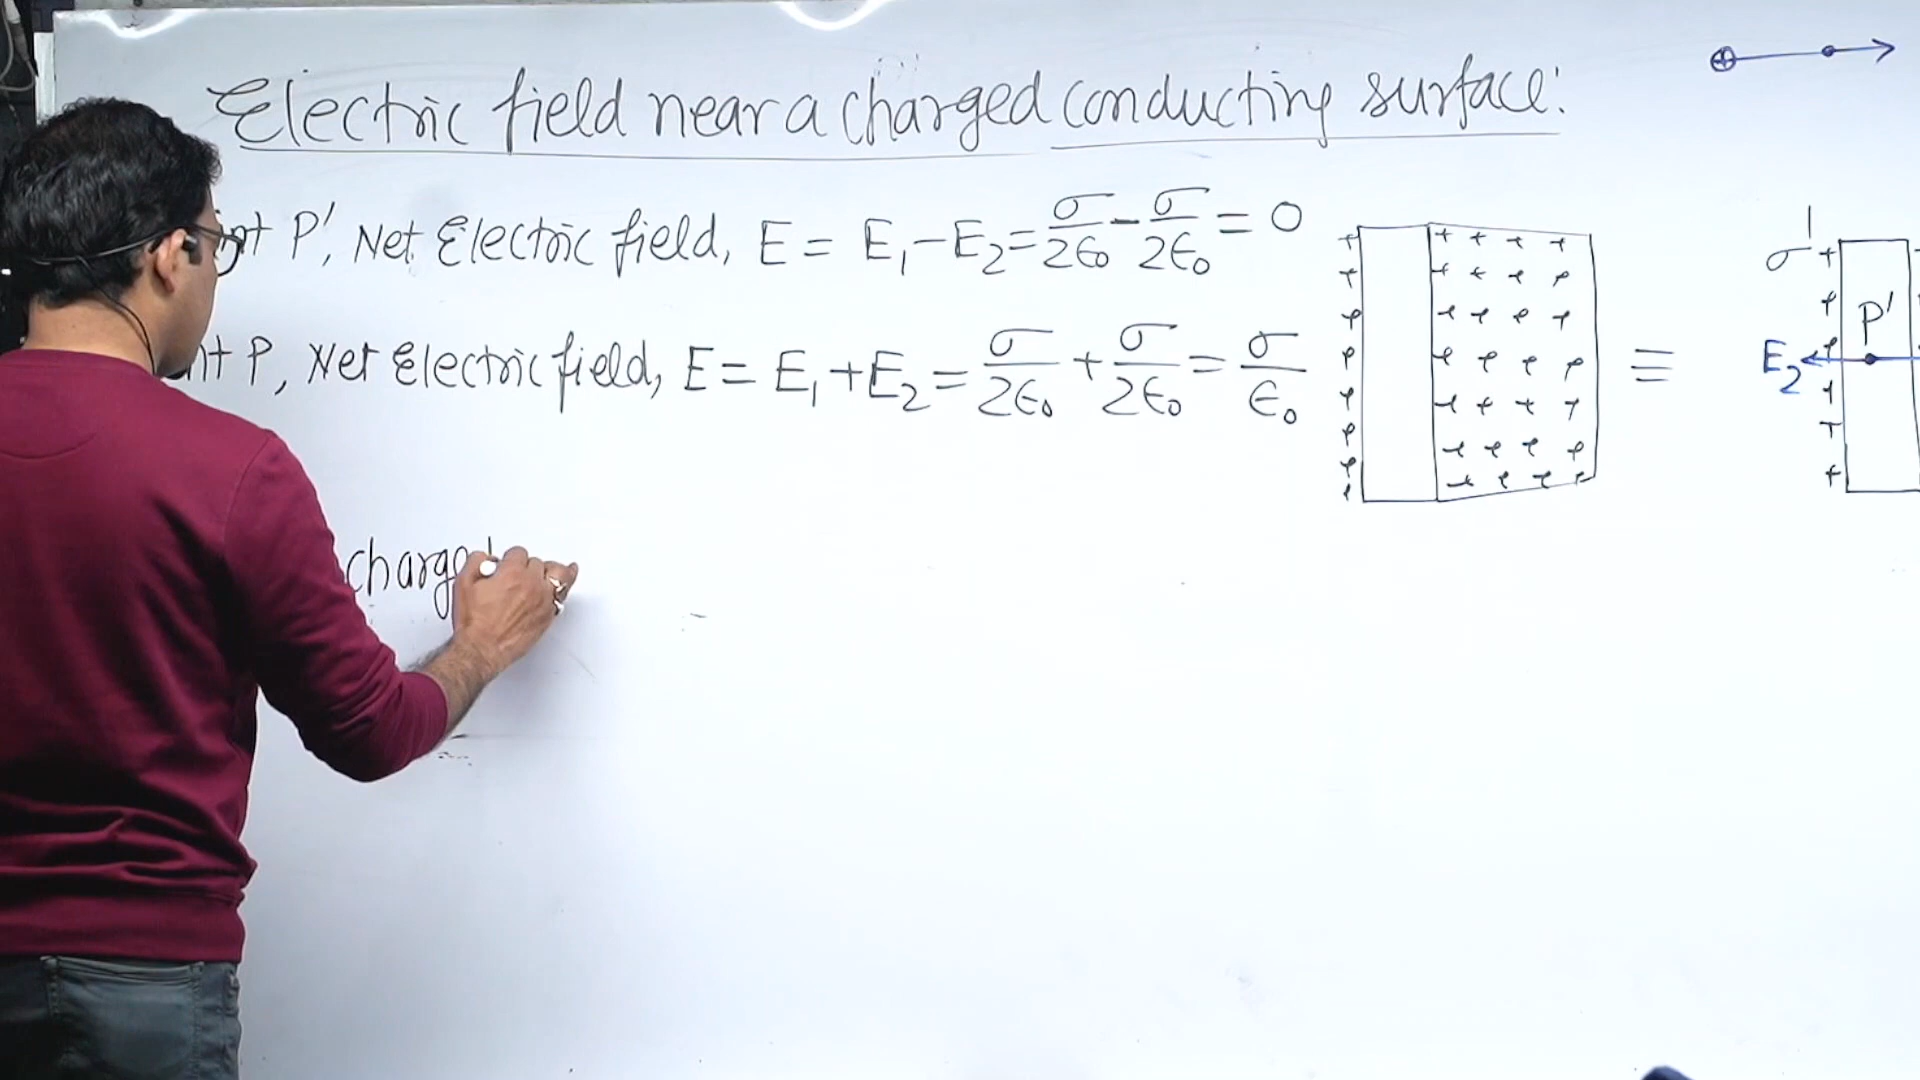 Electric field near a charged conducting surface:
P', Net Electric field, E = E₁ - E₂ = σ/2ϵ₀ - σ/2ϵ₀ = 0
P, Net Electric field, E = E₁ + E₂ = σ/2ϵ₀ + σ/2ϵ₀ = σ/ϵ₀
≡
σ 1
P'
E₂